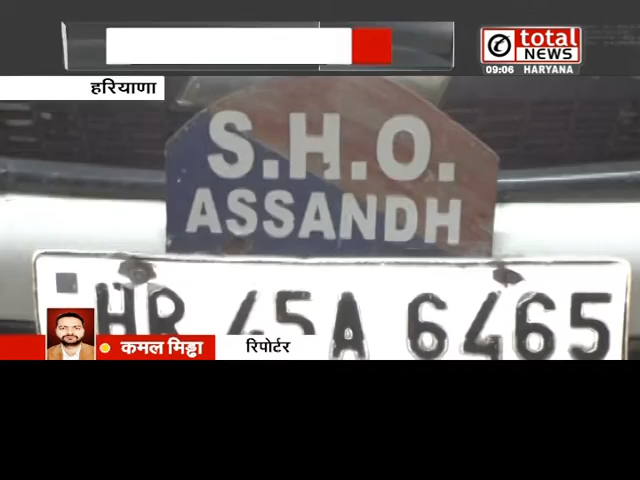 total
NEWS
09:06 HARYANA
हरियाणा
S.H.O.
ASSANDH
HR 45A 6465
कमल मिड्ढा
रिपोर्टर